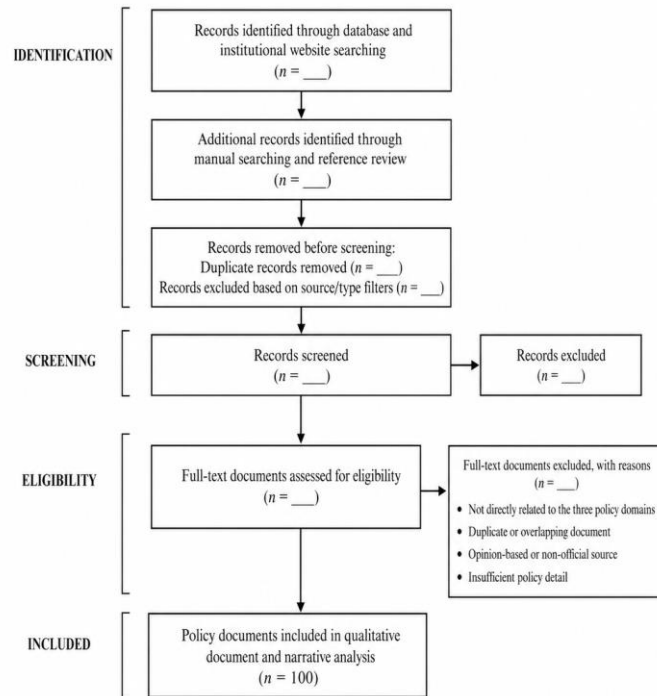 IDENTIFICATION
Records identified through database and
institutional website searching
(n = ___)
Additional records identified through
manual searching and reference review
(n = ___)
Records removed before screening:
Duplicate records removed (n = ___)
Records excluded based on source/type filters (n = ___)
SCREENING
Records screened
(n = ___)
Records excluded
(n = ___)
ELIGIBILITY
Full-text documents assessed for eligibility
(n = ___)
Full-text documents excluded, with reasons
(n = ___)
• Not directly related to the three policy domains
• Duplicate or overlapping document
• Opinion-based or non-official source
• Insufficient policy detail
INCLUDED
Policy documents included in qualitative
document and narrative analysis
(n = 100)